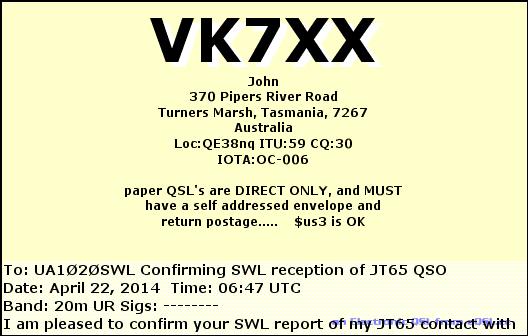 VK7XX
John
370 Pipers River Road
Turners Marsh, Tasmania, 7267
Australia
Loc:QE38nq ITU:59 CQ:30
IOTA:OC-006
paper QSL's are DIRECT ONLY, and MUST
have a self addressed envelope and
return postage..... $us3 is OK
To: UA1Ø2ØSWL Confirming SWL reception of JT65 QSO
Date: April 22, 2014 Time: 06:47 UTC
Band: 20m UR Sigs: --------
I am pleased to confirm your SWL report of my JT65 contact with